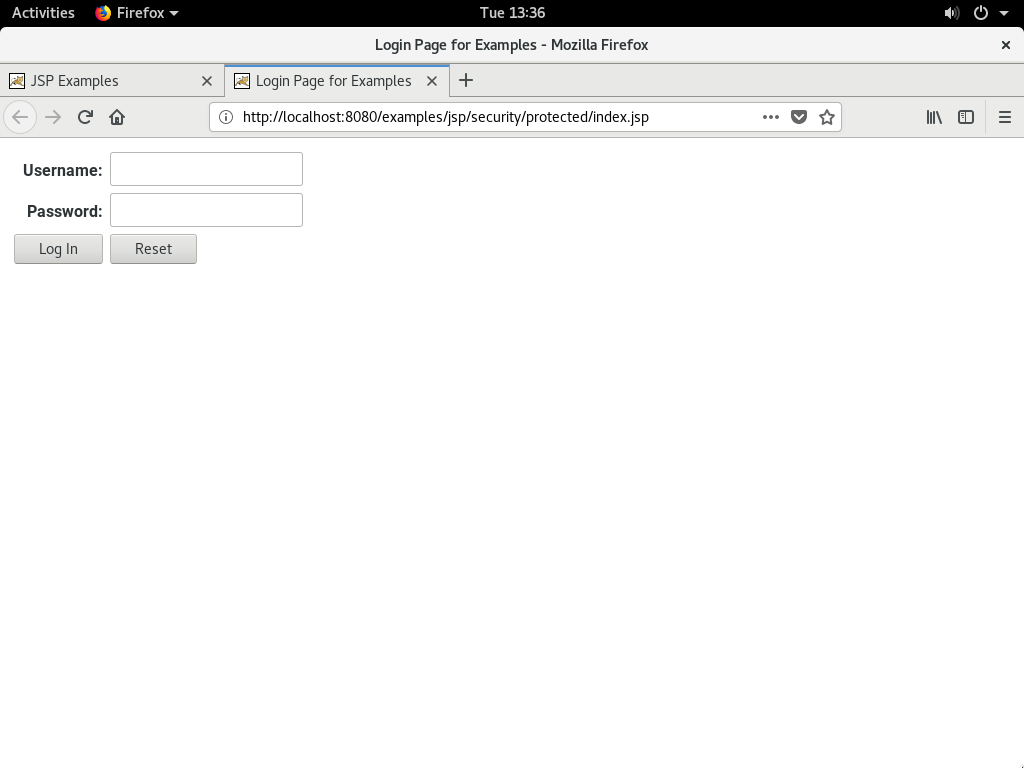 Activities Firefox Tue 13:36
Login Page for Examples - Mozilla Firefox
JSP Examples Login Page for Examples
http://localhost:8080/examples/jsp/security/protected/index.jsp
Username:
Password:
Log In Reset